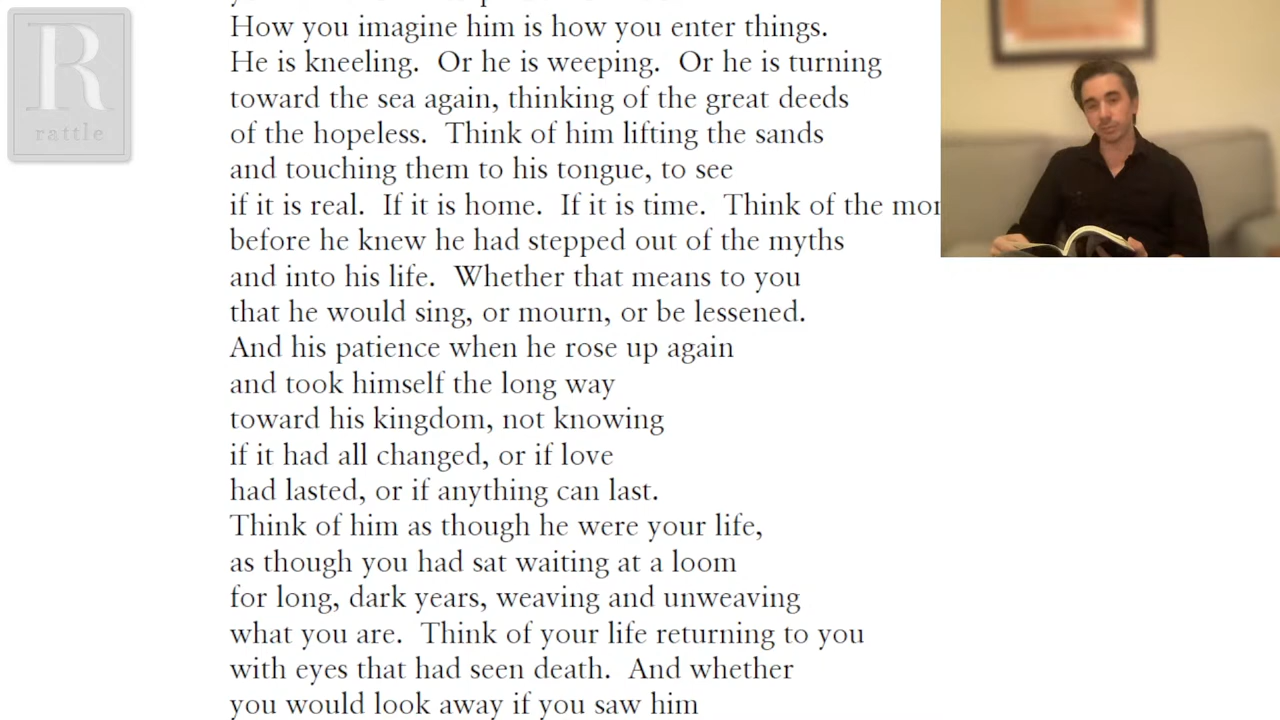 R
rattle
How you imagine him is how you enter things.
He is kneeling.  Or he is weeping.  Or he is turning
toward the sea again, thinking of the great deeds
of the hopeless.  Think of him lifting the sands
and touching them to his tongue, to see
if it is real.  If it is home.  If it is time.  Think of the
before he knew he had stepped out of the myths
and into his life.  Whether that means to you
that he would sing, or mourn, or be lessened.
And his patience when he rose up again
and took himself the long way
toward his kingdom, not knowing
if it had all changed, or if love
had lasted, or if anything can last.
Think of him as though he were your life,
as though you had sat waiting at a loom
for long, dark years, weaving and unweaving
what you are.  Think of your life returning to you
with eyes that had seen death.  And whether
you would look away if you saw him